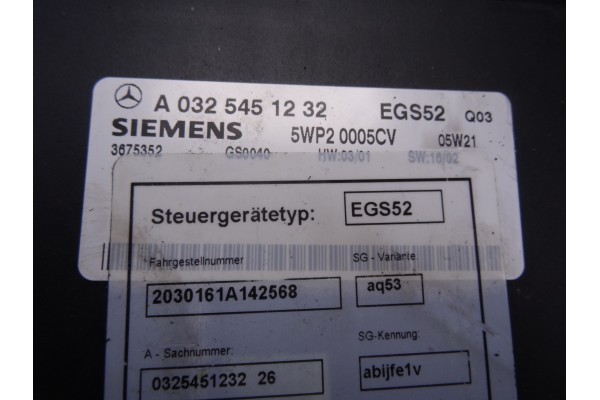 A 032 545 12 32 EGS52 Q03
SIEMENS 5WP2 0005CV 05W21
3675352 GS0040 HW:03/01 SW:16/02
Steuergerätetyp: EGS52
Fahrgestellnummer SG - Variante
2030161A142568 aq53
A - Sachnummer: SG-Kennung:
0325451232 26 abijfe1v